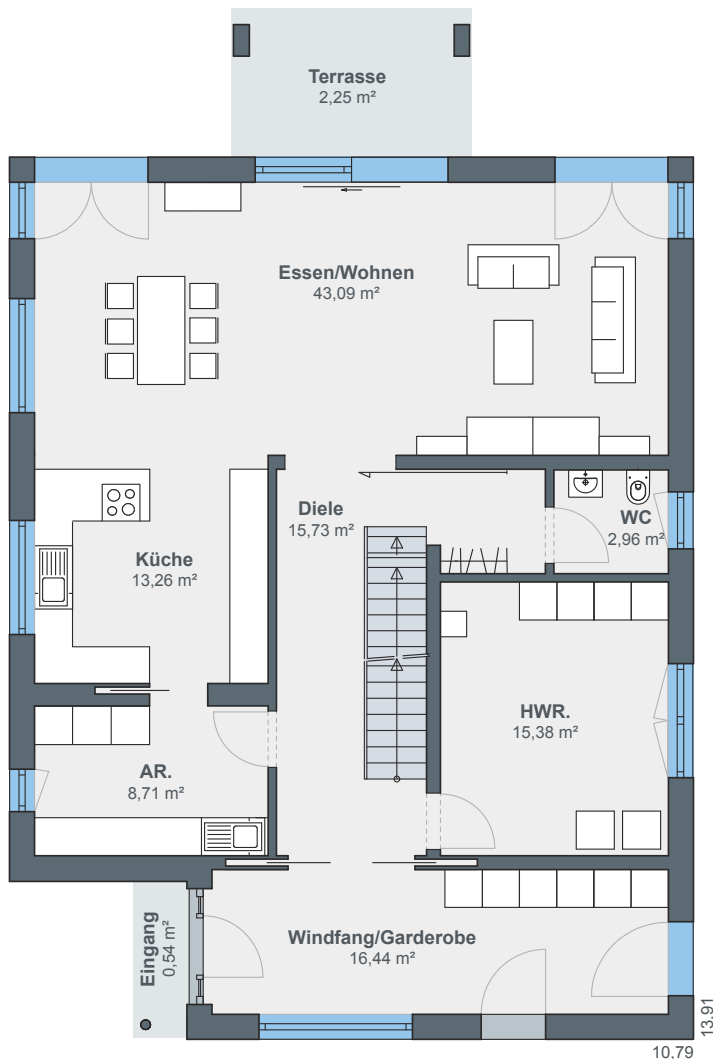 Terrasse
2,25 m²
Essen/Wohnen
43,09 m²
Diele
15,73 m²
WC
2,96 m²
Küche
13,26 m²
HWR.
15,38 m²
AR.
8,71 m²
Eingang
0,54 m²
Windfang/Garderobe
16,44 m²
13,91
10,79